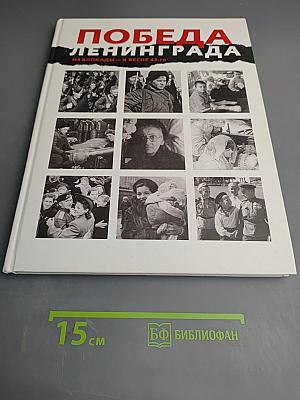 ПОБЕДА
ЛЕНИНГРАДА
ИЗ БЛОКАДЫ — К ВЕСНЕ 45-го
15 см
БФ БИБЛИОФАН